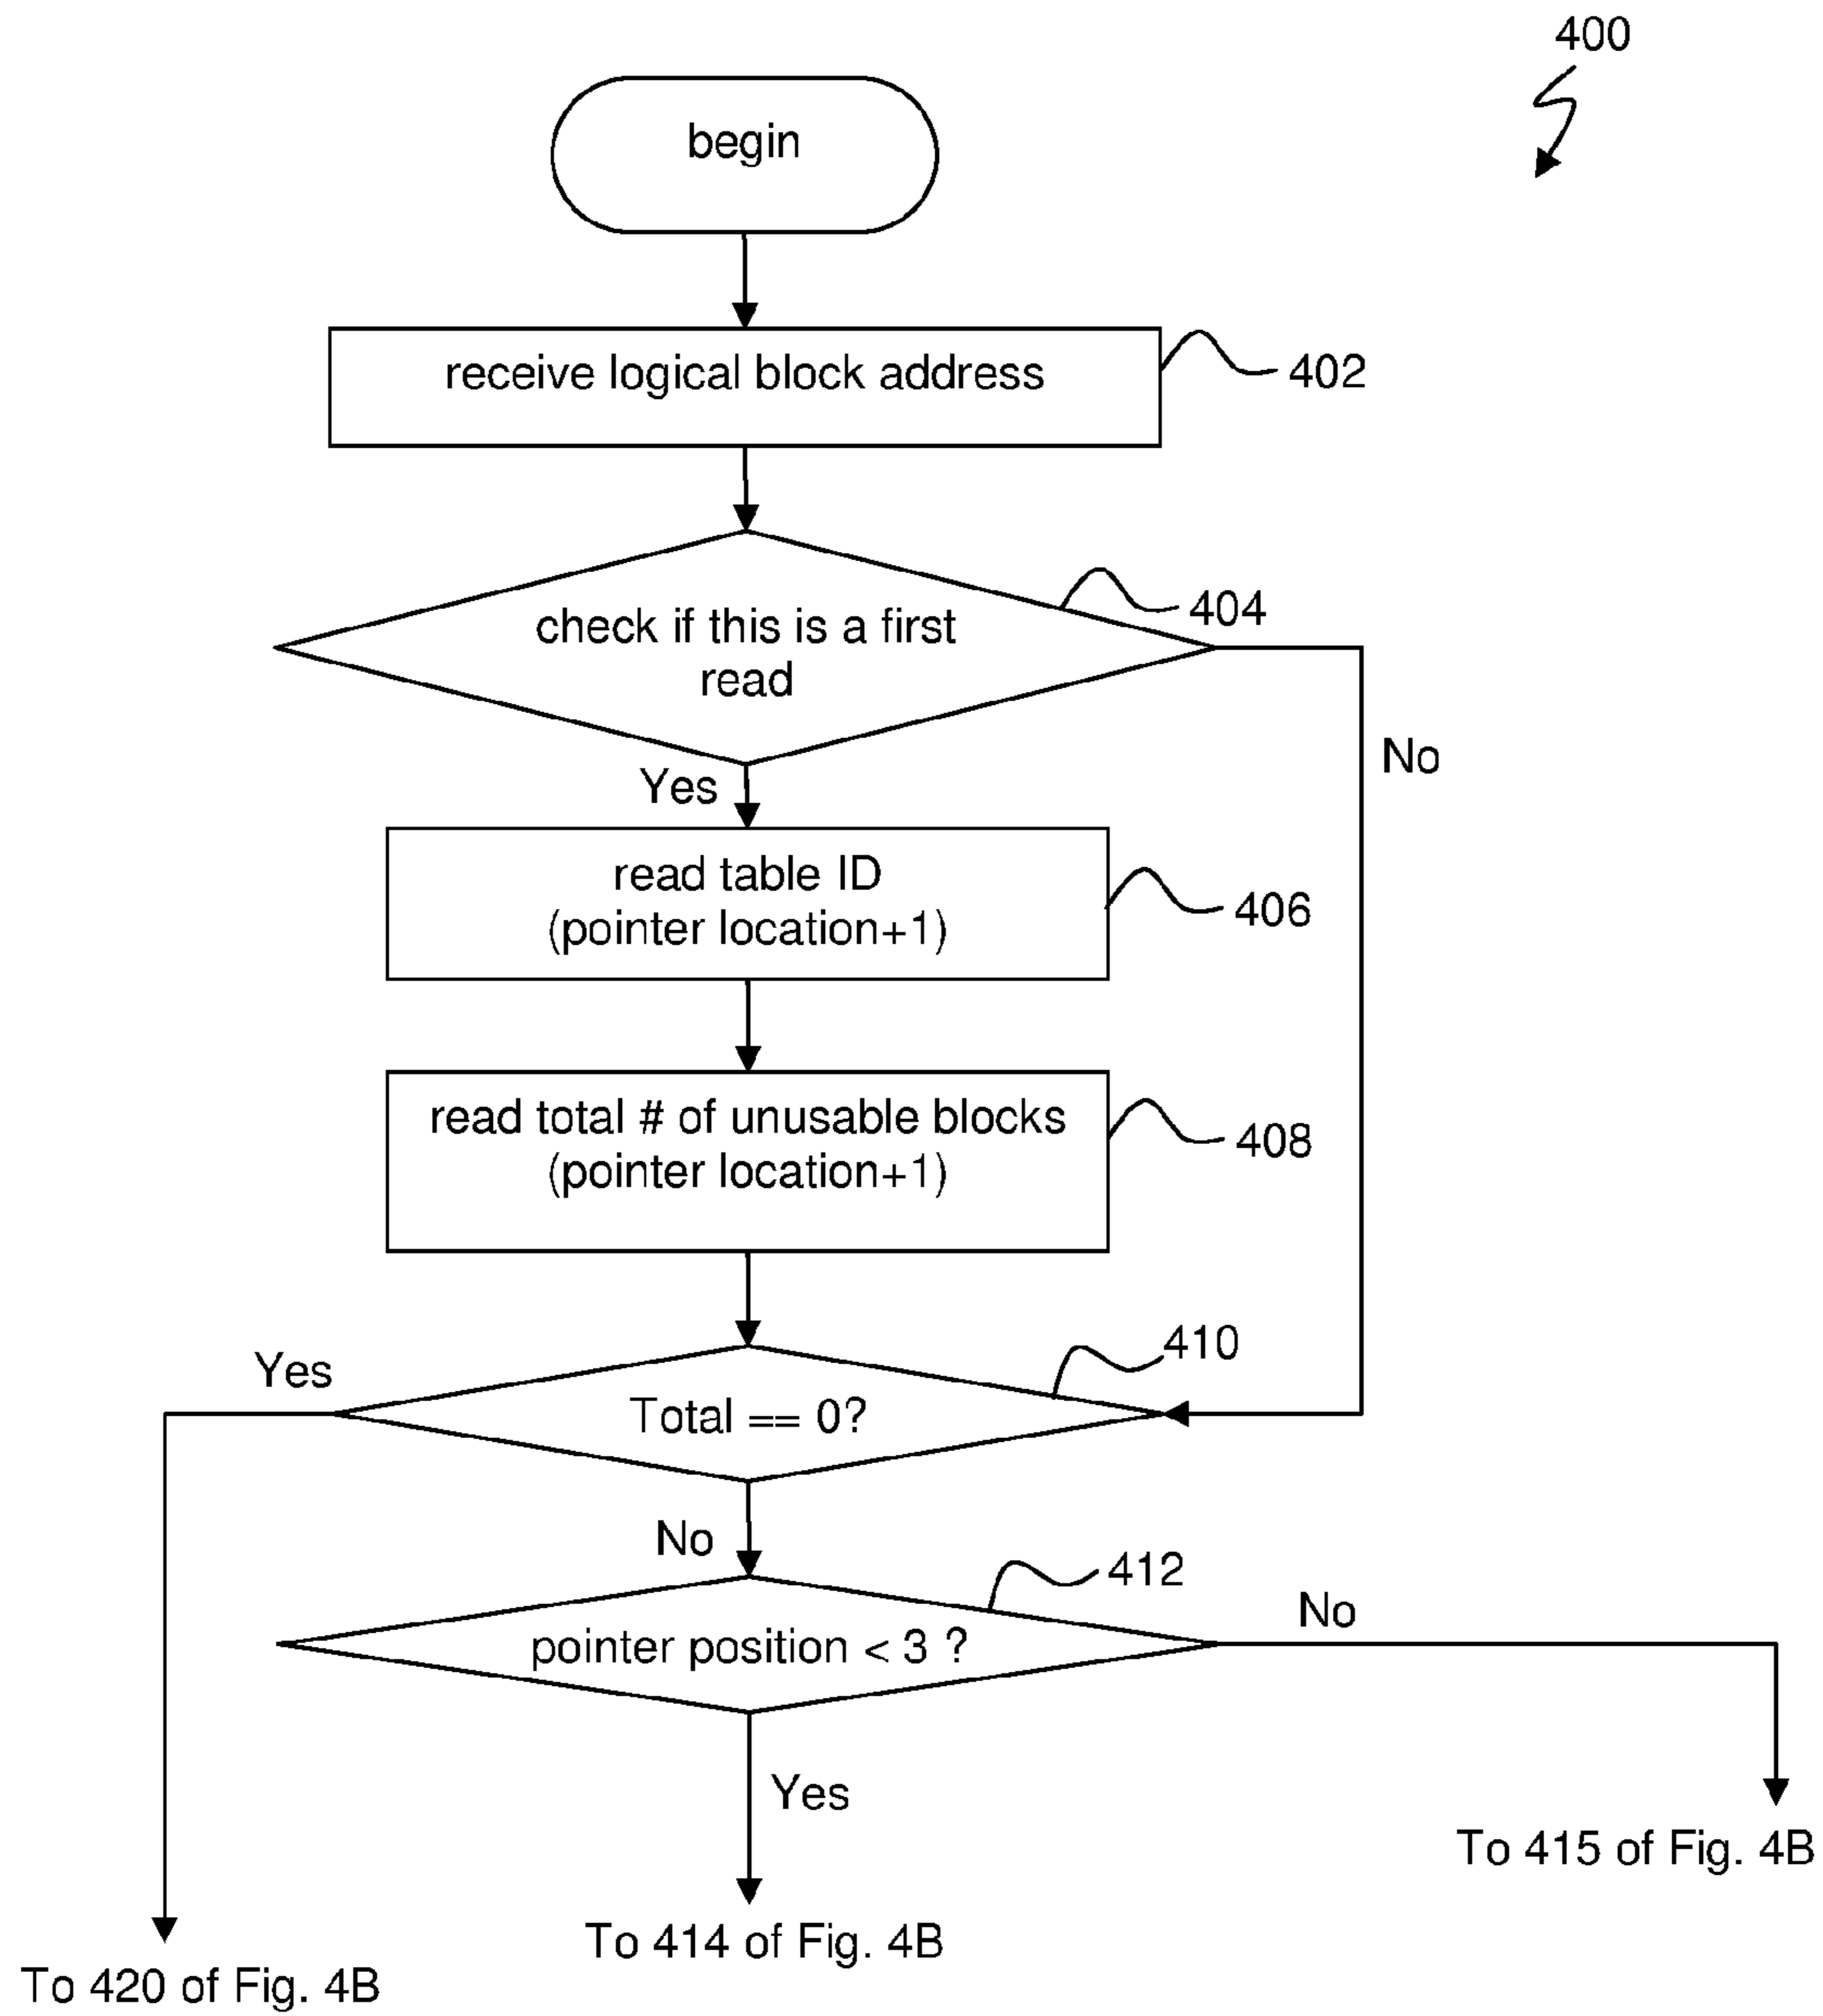 400
begin
receive logical block address
402
check if this is a first
read
404
No
Yes
read table ID
(pointer location+1)
406
read total # of unusable blocks
(pointer location+1)
408
410
Yes
Total == 0?
No
412
No
pointer position < 3 ?
Yes
To 415 of Fig. 4B
To 414 of Fig. 4B
To 420 of Fig. 4B